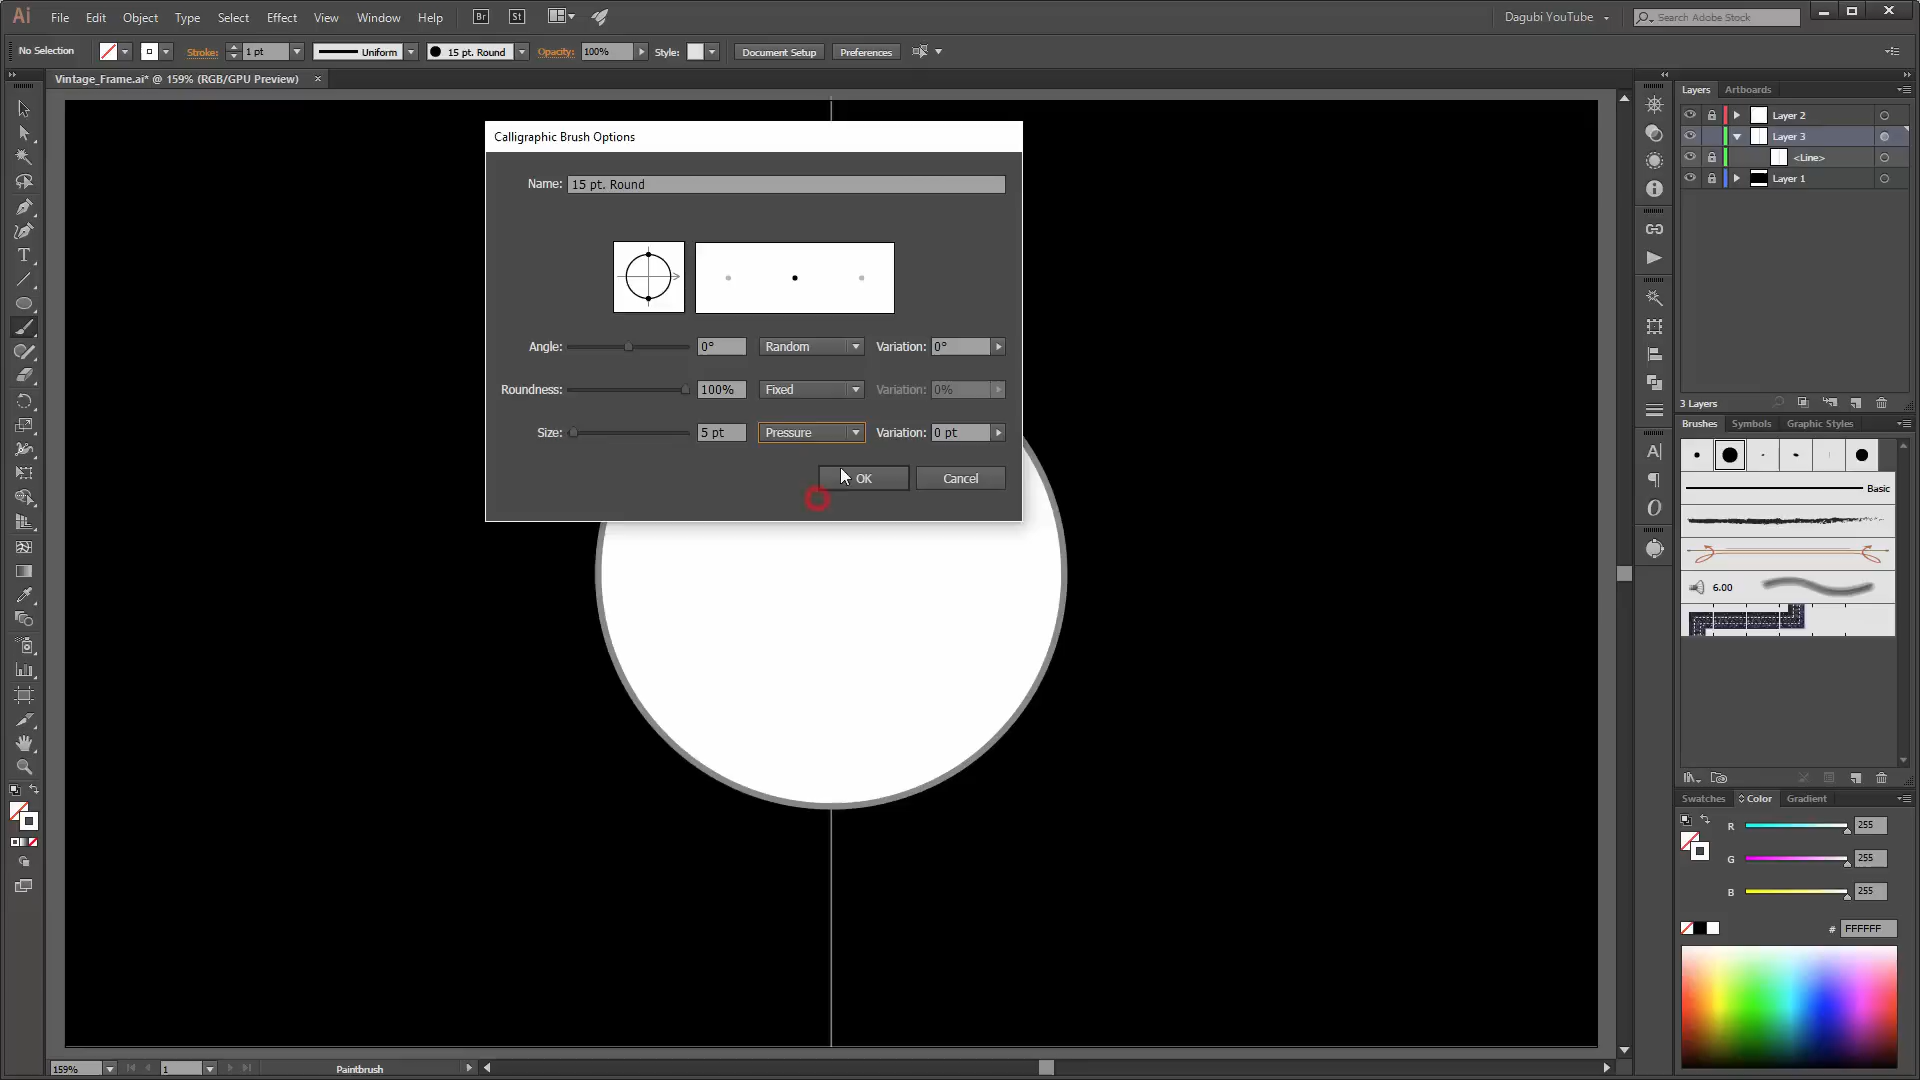 Ai File Edit Object Type Select Effect View Window Help Br St Dagubi YouTube Search Adobe Stock
No Selection Stroke: 1 pt Uniform 15 pt. Round Opacity: 100% Style: Document Setup Preferences
Vintage_Frame.ai* @ 159% (RGB/GPU Preview)
Calligraphic Brush Options
Name: 15 pt. Round
Angle: 0° Random Variation: 0°
Roundness: 100% Fixed Variation: 0%
Size: 5 pt Pressure Variation: 0 pt
OK Cancel
Layers Artboards
Layer 2
Layer 3
<Line>
Layer 1
3 Layers
Brushes Symbols Graphic Styles
Basic
6.00
Swatches Color Gradient
R 255
G 255
B 255
# FFFFFF
159% 1 Paintbrush